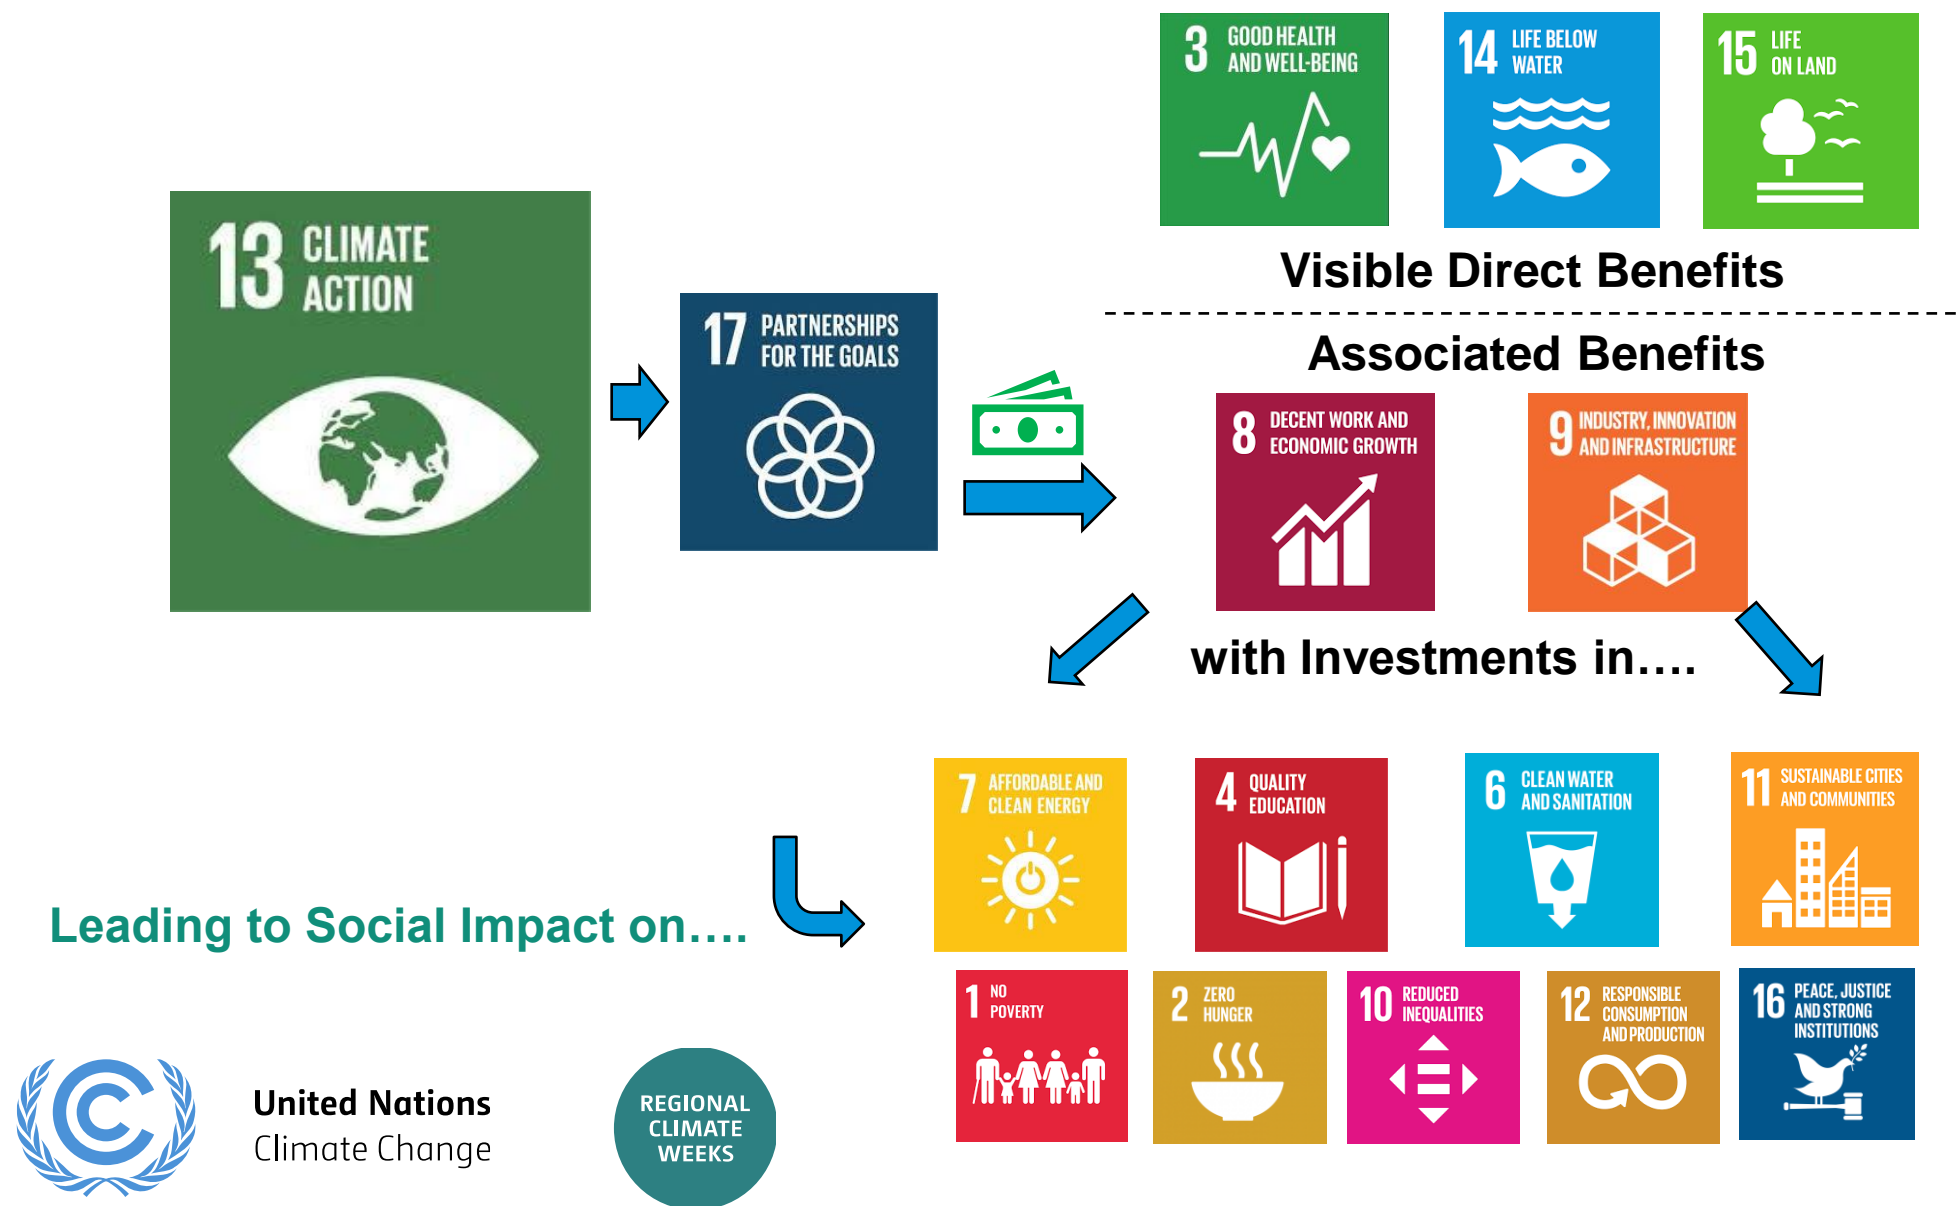 3 GOOD HEALTH
AND WELL-BEING
14 LIFE BELOW
WATER
15 LIFE
ON LAND
Visible Direct Benefits
13 CLIMATE
ACTION
17 PARTNERSHIPS
FOR THE GOALS
Associated Benefits
8 DECENT WORK AND
ECONOMIC GROWTH
9 INDUSTRY, INNOVATION
AND INFRASTRUCTURE
with Investments in....
7 AFFORDABLE AND
CLEAN ENERGY
4 QUALITY
EDUCATION
6 CLEAN WATER
AND SANITATION
11 SUSTAINABLE CITIES
AND COMMUNITIES
Leading to Social Impact on....
1 NO
POVERTY
2 ZERO
HUNGER
10 REDUCED
INEQUALITIES
12 RESPONSIBLE
CONSUMPTION
AND PRODUCTION
16 PEACE, JUSTICE
AND STRONG
INSTITUTIONS
United Nations
Climate Change
REGIONAL
CLIMATE
WEEKS